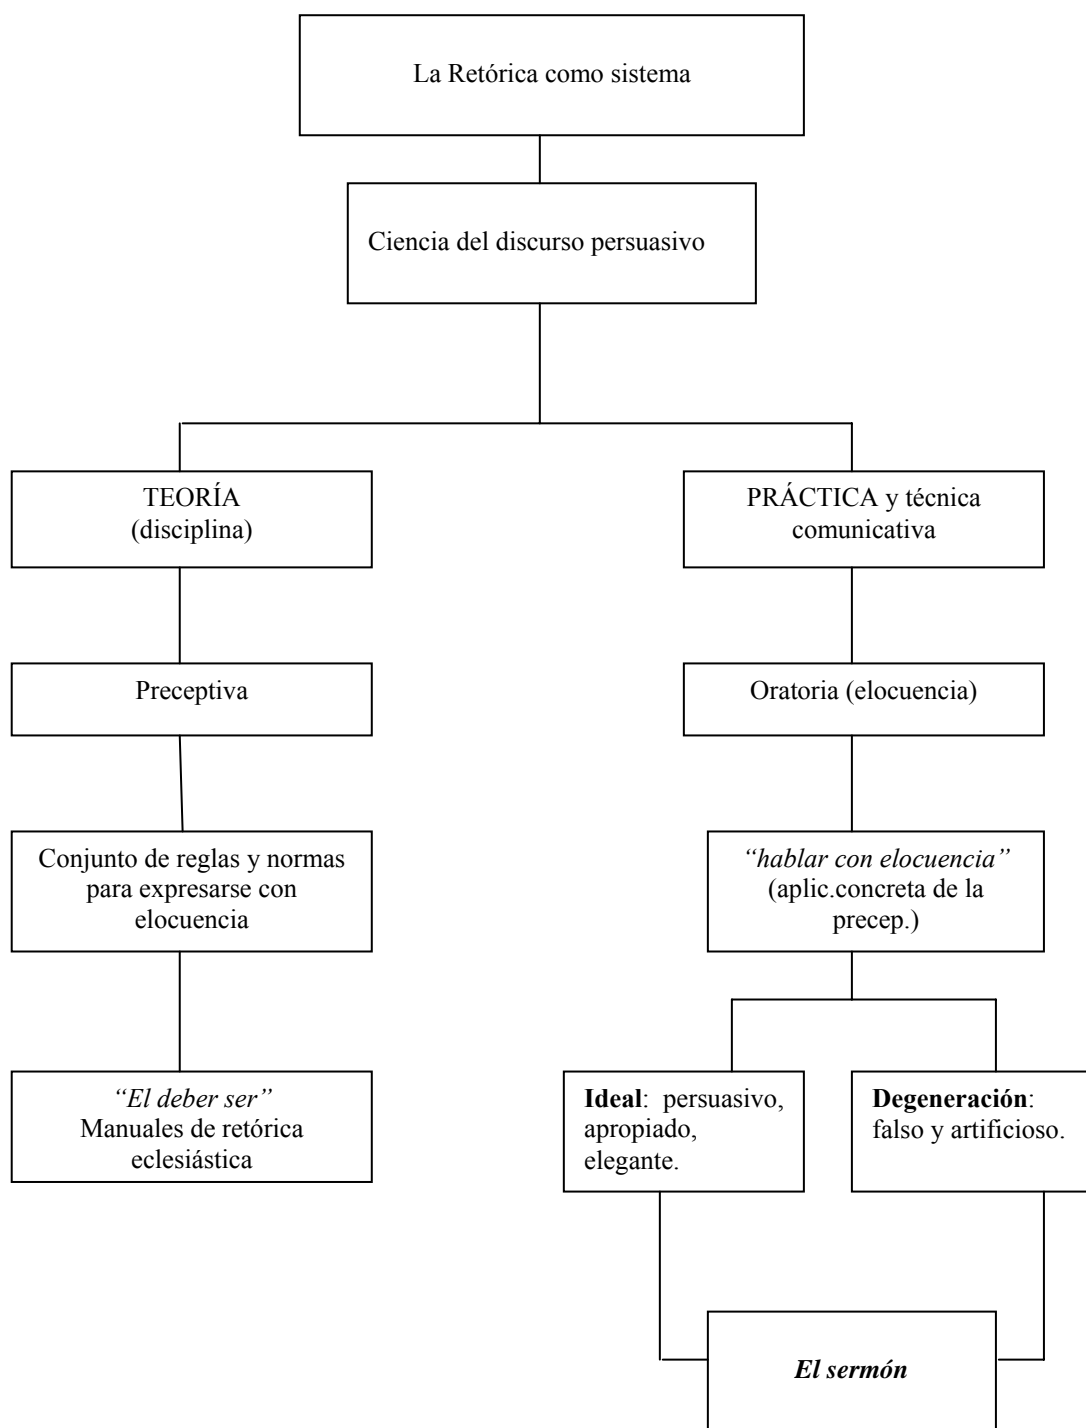 La Retórica como sistema
Ciencia del discurso persuasivo
TEORÍA
(disciplina)
PRÁCTICA y técnica
comunicativa
Preceptiva
Oratoria (elocuencia)
Conjunto de reglas y normas
para expresarse con
elocuencia
“hablar con elocuencia”
(aplic.concreta de la
precep.)
“El deber ser”
Manuales de retórica
eclesiástica
Ideal: persuasivo,
apropiado,
elegante.
Degeneración:
falso y artificioso.
El sermón